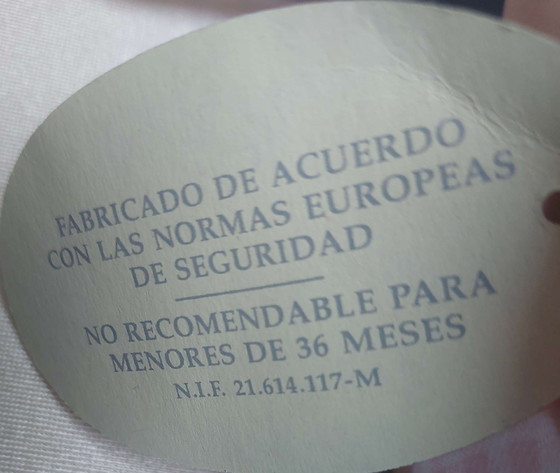 FABRICADO DE ACUERDO
CON LAS NORMAS EUROPEAS
DE SEGURIDAD
NO RECOMENDABLE PARA
MENORES DE 36 MESES
N.I.F. 21.614.117-M